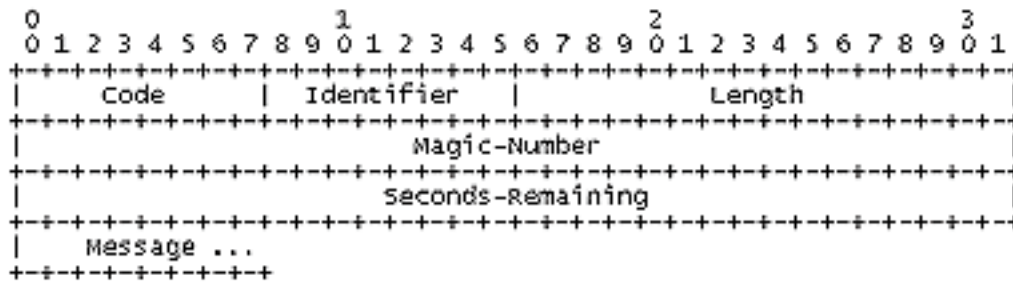 0                   1                   2                   3
 0 1 2 3 4 5 6 7 8 9 0 1 2 3 4 5 6 7 8 9 0 1 2 3 4 5 6 7 8 9 0 1
+-+-+-+-+-+-+-+-+-+-+-+-+-+-+-+-+-+-+-+-+-+-+-+-+-+-+-+-+-+-+-+-
|     Code      |  Identifier   |            Length             |
+-+-+-+-+-+-+-+-+-+-+-+-+-+-+-+-+-+-+-+-+-+-+-+-+-+-+-+-+-+-+-+-
|                         Magic-Number                          |
+-+-+-+-+-+-+-+-+-+-+-+-+-+-+-+-+-+-+-+-+-+-+-+-+-+-+-+-+-+-+-+-
|                       Seconds-Remaining                       |
+-+-+-+-+-+-+-+-+-+-+-+-+-+-+-+-+-+-+-+-+-+-+-+-+-+-+-+-+-+-+-+-
|    Message ...
+-+-+-+-+-+-+-+-+